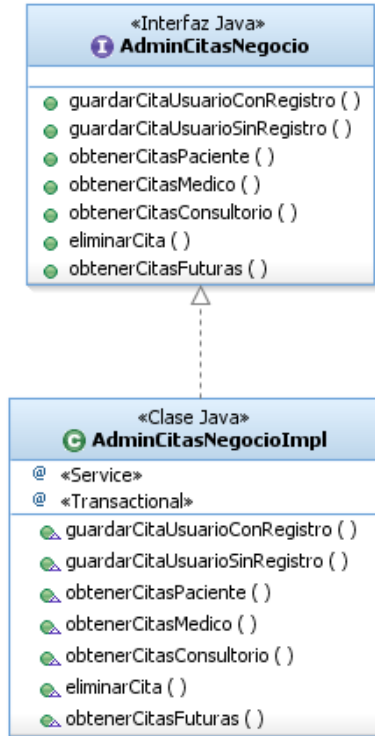 «Interfaz Java»
I AdminCitasNegocio
guardarCitaUsuarioConRegistro ( )
guardarCitaUsuarioSinRegistro ( )
obtenerCitasPaciente ( )
obtenerCitasMedico ( )
obtenerCitasConsultorio ( )
eliminarCita ( )
obtenerCitasFuturas ( )
«Clase Java»
C AdminCitasNegocioImpl
@ «Service»
@ «Transactional»
guardarCitaUsuarioConRegistro ( )
guardarCitaUsuarioSinRegistro ( )
obtenerCitasPaciente ( )
obtenerCitasMedico ( )
obtenerCitasConsultorio ( )
eliminarCita ( )
obtenerCitasFuturas ( )